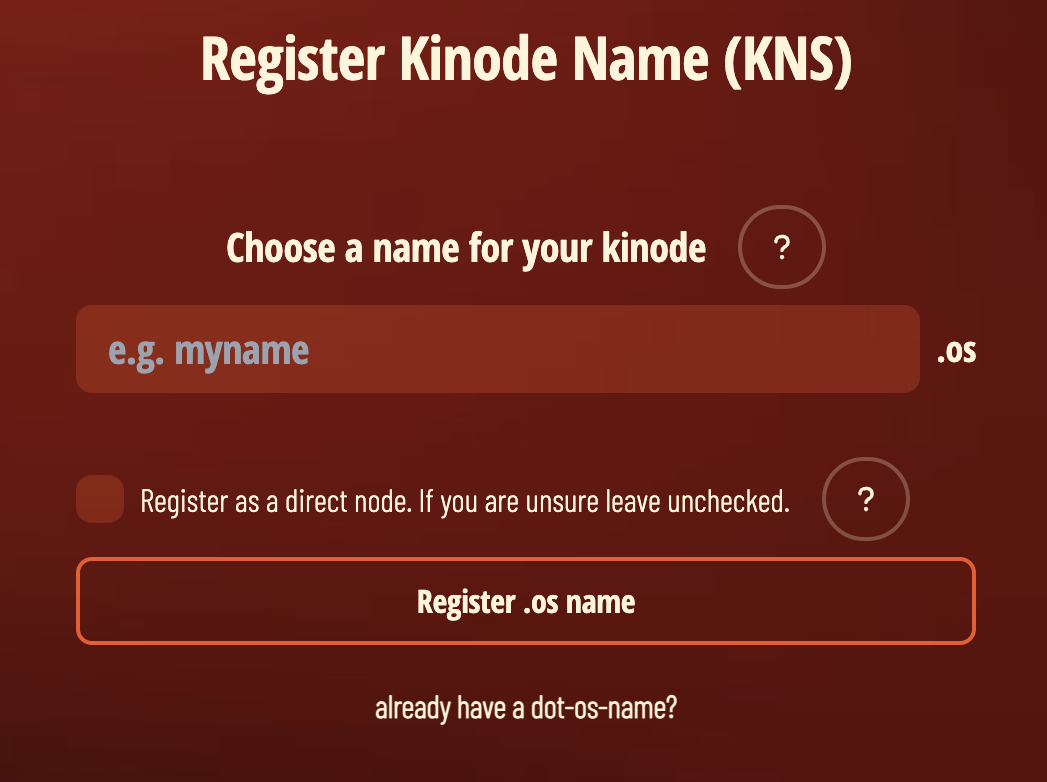 Register Kinode Name (KNS)
Choose a name for your kinode ?
e.g. myname .os
Register as a direct node. If you are unsure leave unchecked. ?
Register .os name
already have a dot-os-name?